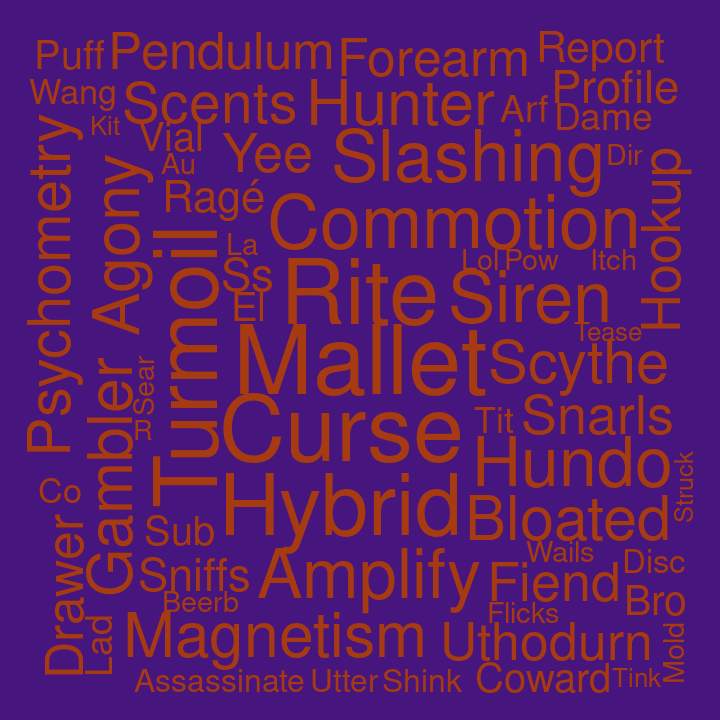 Puff Pendulum Forearm Report
Wang Scents Hunter Arf Profile
Kit Vial Dame
Au Yee Slashing Dir
Ragé Hookup
Psychometry Agony La Commotion
Turmoil Ss Lol Pow Itch
El Rite Siren
Tease
Mallet Scythe
Sear
R Curse Tit Snarls
Gambler Hundo
Co Hybrid Struck
Sub Bloated
Drawer Wails
Sniffs Amplify Fiend Disc
Beerb Flicks Bro
Lad Magnetism Uthodurn Mold
Assassinate Utter Shink Coward Tink